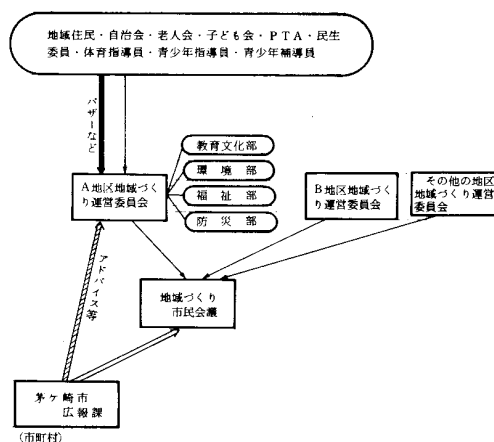 地域住民・自治会・老人会・子ども会・PTA・民生
委員・体育指導員・青少年指導員・青少年補導員
バザーなど
教育文化部
環境部
福祉部
防災部
A地区地域づく
り運営委員会
B地区地域づく
り運営委員会
その他の地区
地域づくり運営
委員会
アドバイス等
地域づくり
市民会議
茅ケ崎市
広報課
(市町村)